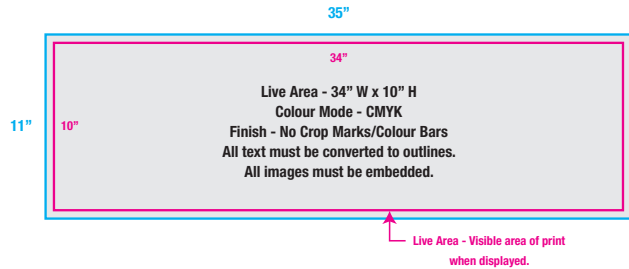 35”
34”
Live Area - 34” W x 10” H
Colour Mode - CMYK
11”
10”
Finish - No Crop Marks/Colour Bars
All text must be converted to outlines.
All images must be embedded.
Live Area - Visible area of print
when displayed.